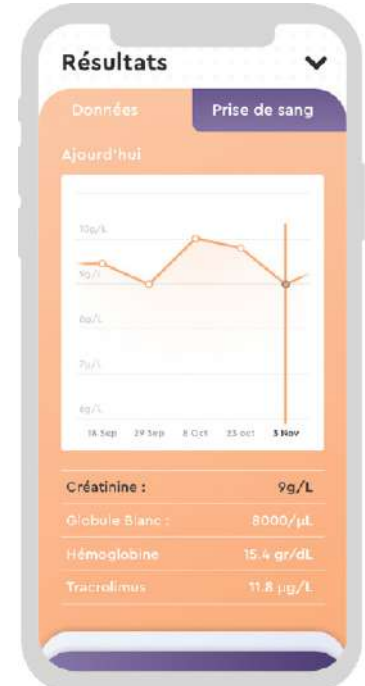 Résultats
Données Prise de sang
Ajourd'hui
10g/L
9g/L
8g/L
7g/L
6g/L
18 Sep 29 Sep 8 Oct 23 oct 3 Nov
Créatinine : 9g/L
Globule Blanc : 8000/µL
Hémoglobine 15.4 gr/dL
Tracrolimus 11.8 µg/L